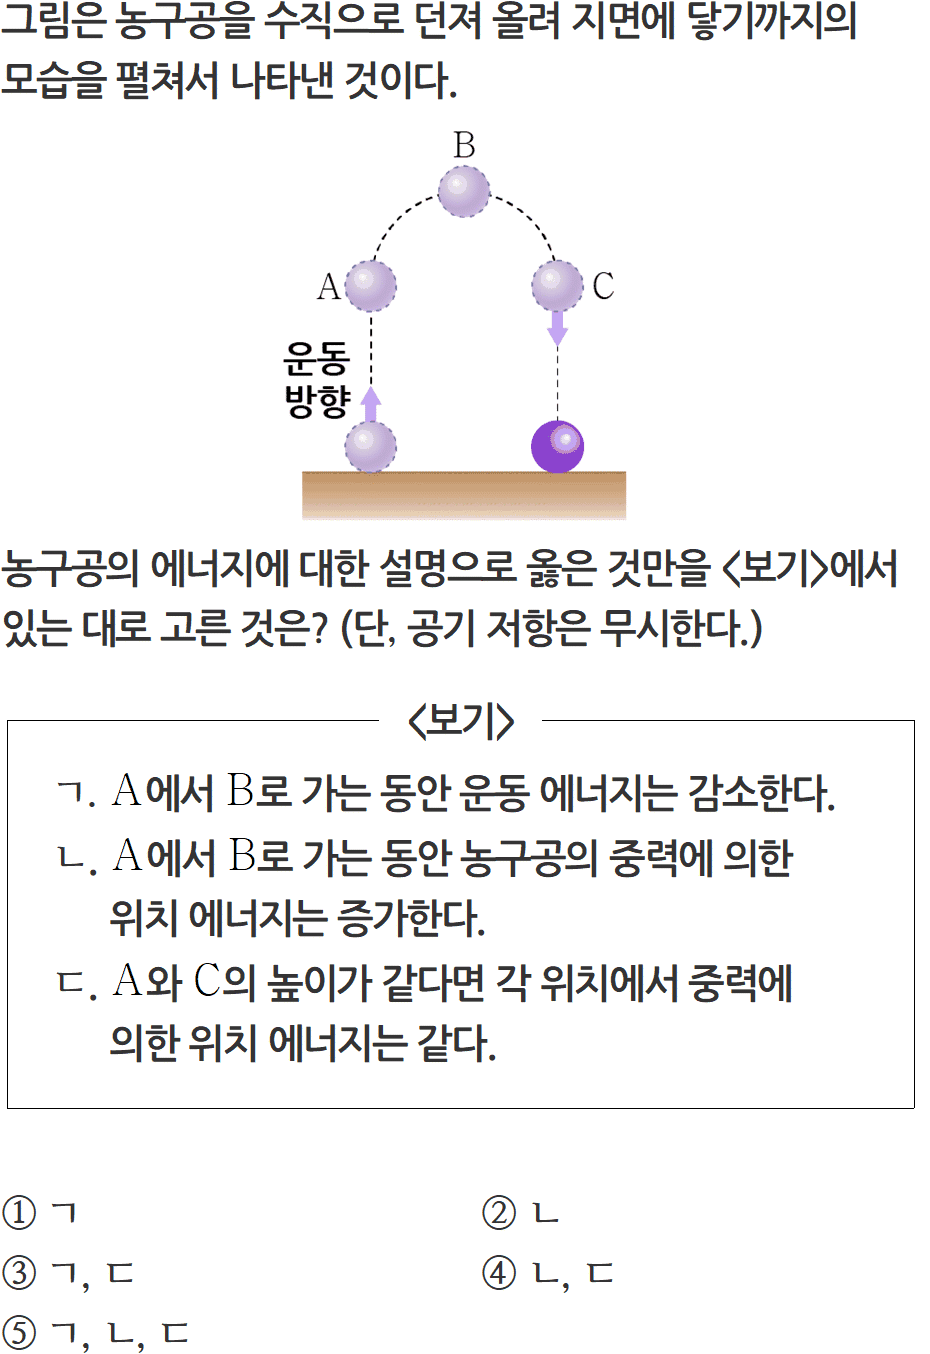 그림은 농구공을 수직으로 던져 올려 지면에 닿기까지의
모습을 펼쳐서 나타낸 것이다.
B
A
C
운동
방향
농구공의 에너지에 대한 설명으로 옳은 것만을 <보기>에서
있는 대로 고른 것은? (단, 공기 저항은 무시한다.)
<보기>
ㄱ. A에서 B로 가는 동안 운동 에너지는 감소한다.
ㄴ. A에서 B로 가는 동안 농구공의 중력에 의한
위치 에너지는 증가한다.
ㄷ. A와 C의 높이가 같다면 각 위치에서 중력에
의한 위치 에너지는 같다.
① ㄱ
② ㄴ
③ ㄱ, ㄷ
④ ㄴ, ㄷ
⑤ ㄱ, ㄴ, ㄷ